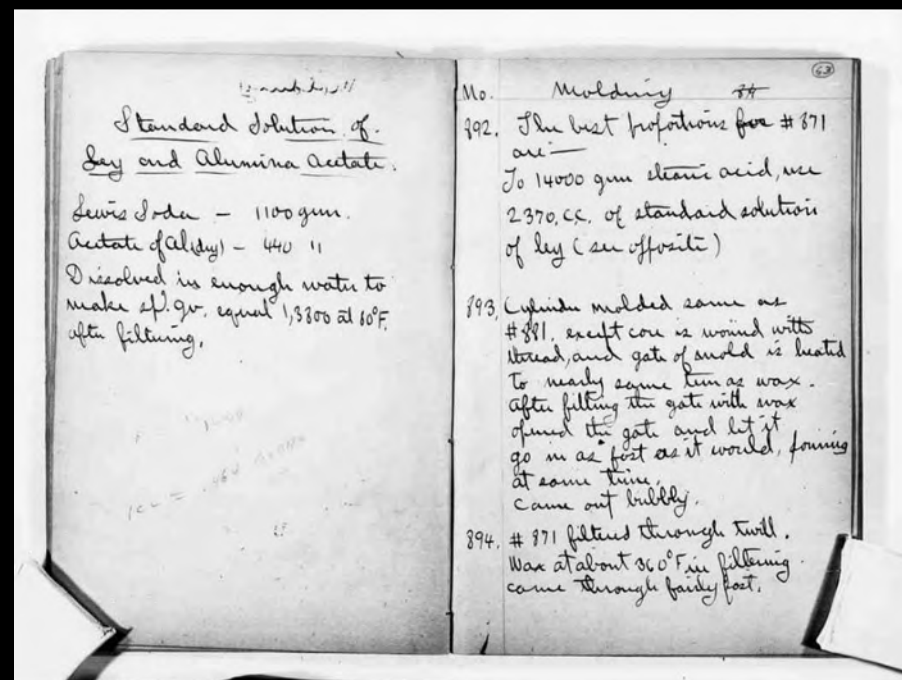 Standard Solution of
Ley and Alumina Acetate.
Lewis Soda — 1100 gm.
Acetate of Al(dry) — 440 "
Dissolved in enough water to
make sp. gv. equal 1,3300 at 60°F.
after filtering.
1cc = .464 grams
63
No. Molding
892. The best proportions for # 871
are—
To 14000 gm stearic acid, use
2370, CC. of standard solution
of ley (see opposite)
893, Cylinder molded same as
#881. except core is wound with
thread, and gate of mold is heated
to nearly same tem as wax.
after filling the gate with wax
opened the gate and let it
go in as fast as it would, forming
at same time,
Came out bubbly.
894. # 871 filtered through twill.
Wax at about 360°F in filtering
came through fairly fast.